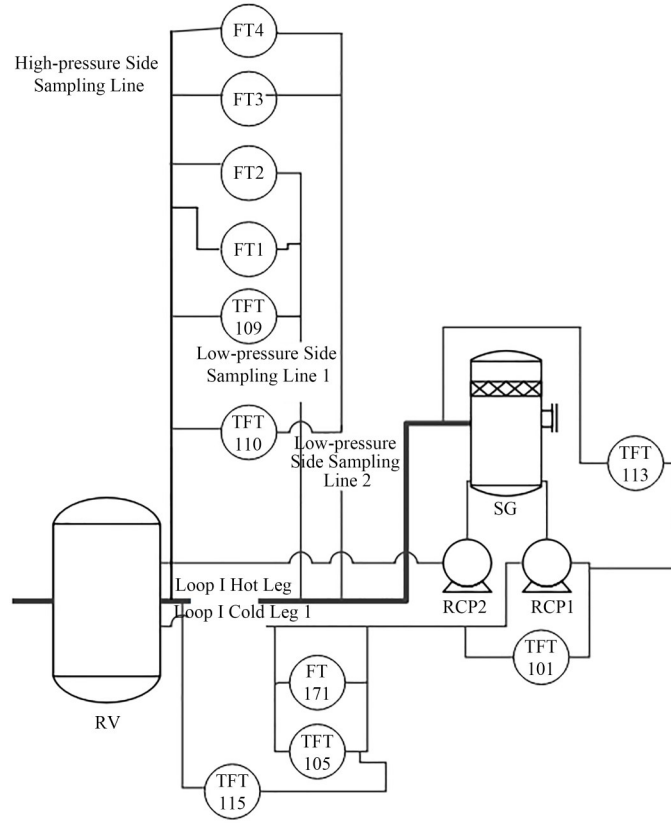 FT4
High-pressure Side
Sampling Line
FT3
FT2
FT1
TFT
109
Low-pressure Side
Sampling Line 1
TFT
110
Low-pressure
Side Sampling
Line 2
TFT
113
SG
Loop I Hot Leg
RCP2
RCP1
Loop I Cold Leg 1
TFT
101
FT
171
RV
TFT
105
TFT
115